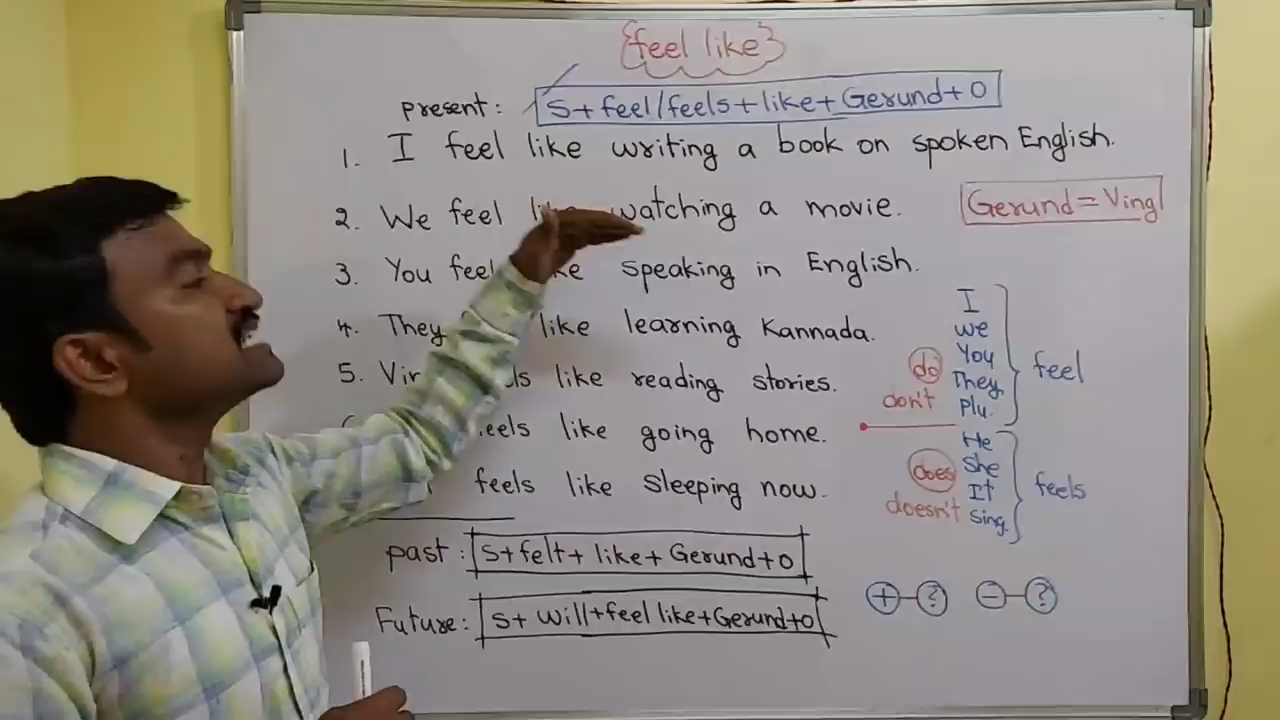 {feel like}
present: S+feel/feels+like+Gerund+O
1. I feel like writing a book on spoken English.
2. We feel watching a movie.
Gerund=Ving
3. You feel speaking in English.
4. They like learning Kannada.
5. like reading stories.
like going home.
feels like sleeping now.
I
we
You
They
Plu.
feel
do
don't
He
She
It
Sing.
feels
does
doesn't
past: S+felt+like+Gerund+O
Future: S+will+feel like+Gerund+O
+ - ? − - ?